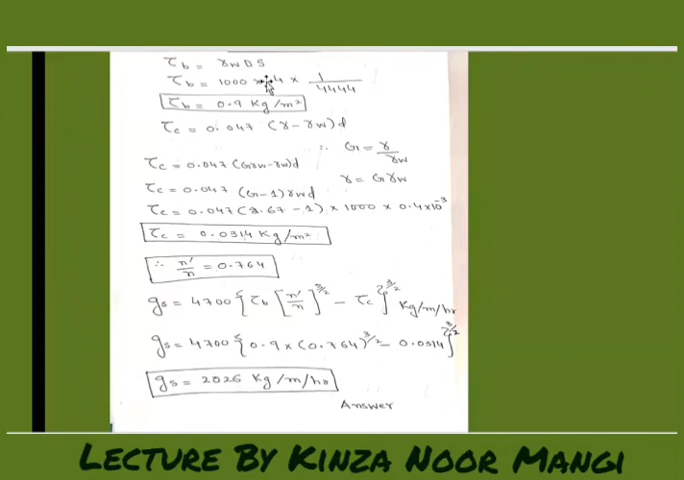 τb = γw D S
τb = 1000 × 4 × 1/4444
τb = 0.9 Kg/m²
τc = 0.047 (γ - γw) d
∴ G = γ/γw
τc = 0.047 (Gγw - γw) d
γ = Gγw
τc = 0.047 (G - 1) γw d
τc = 0.047 (2.67 - 1) × 1000 × 0.4 × 10⁻³
τc = 0.0314 Kg/m²
∴ n'/n = 0.764
gs = 4700 { τb [n'/n]^3/2 - τc }^3/2 Kg/m/hr
gs = 4700 { 0.9 × (0.764)^3/2 - 0.0314 }^3/2
gs = 2026 Kg/m/hr
Answer
Lecture By Kinza Noor Mangi